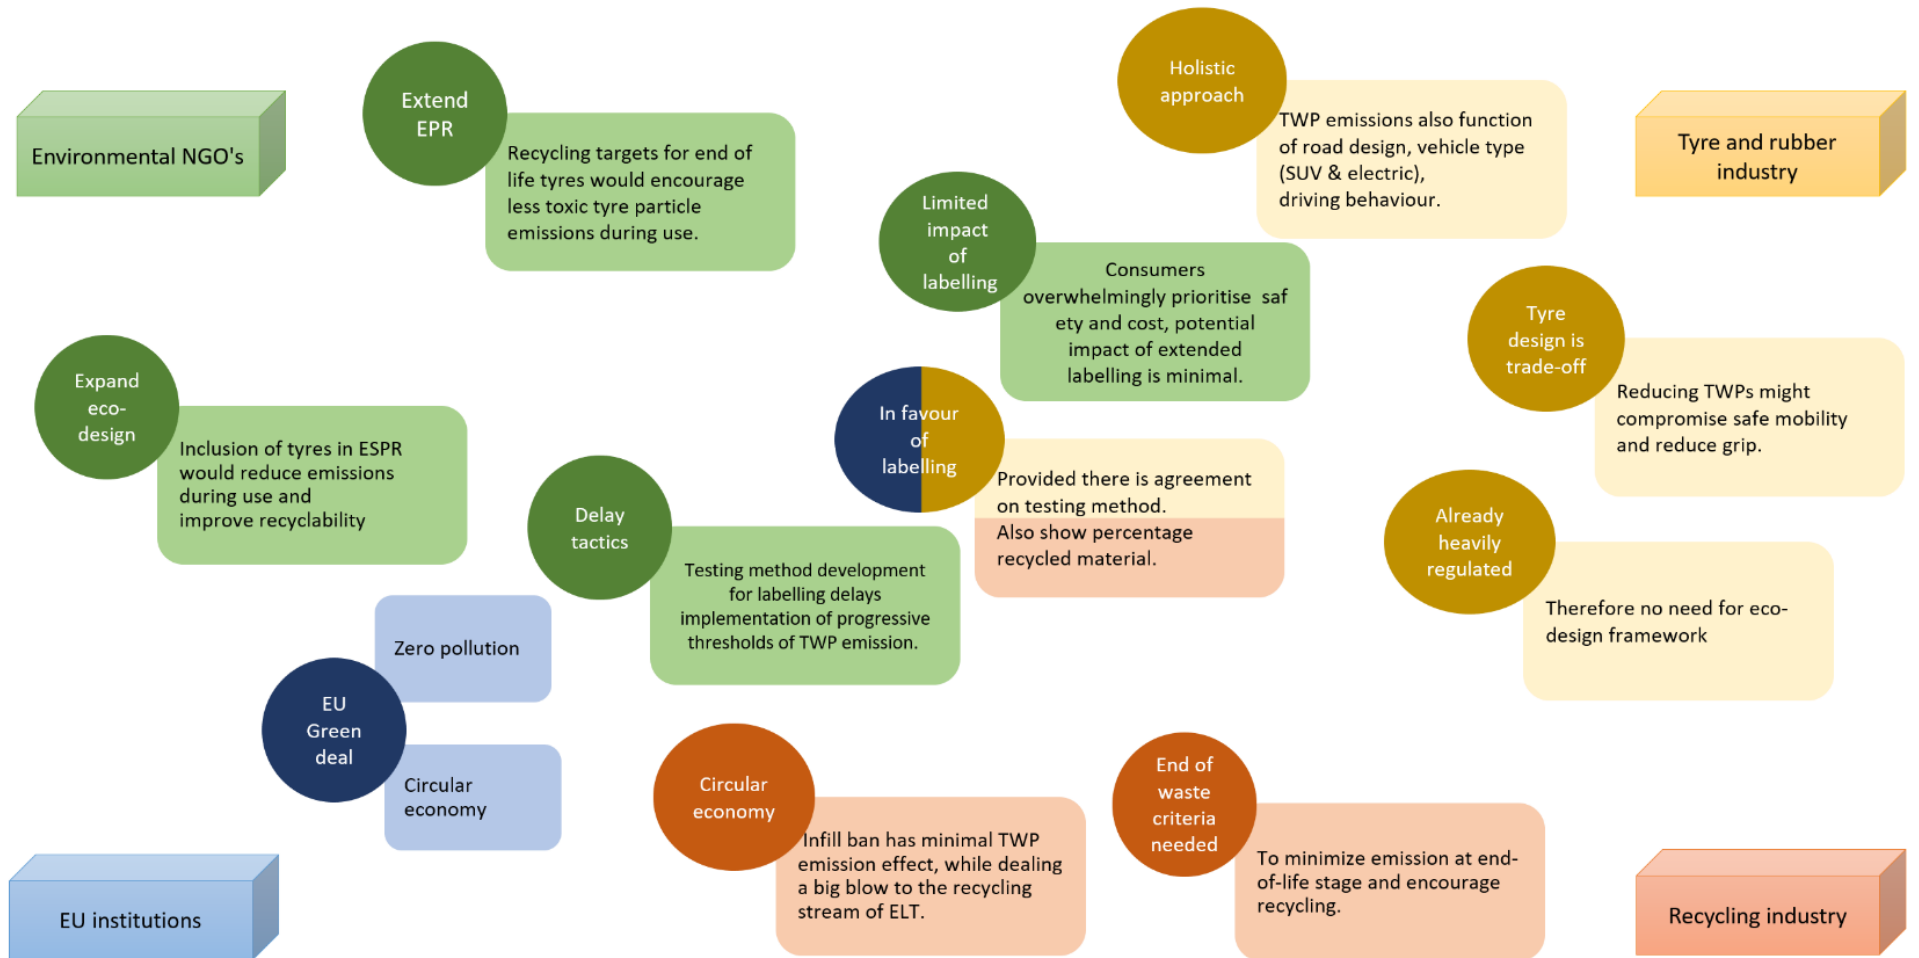 Environmental NGO's
Extend
EPR
Recycling targets for end of
life tyres would encourage
less toxic tyre particle
emissions during use.
Holistic
approach
TWP emissions also function
of road design, vehicle type
(SUV & electric),
driving behaviour.
Tyre and rubber
industry
Limited
impact
of
labelling
Consumers
overwhelmingly prioritise saf
ety and cost, potential
impact of extended
labelling is minimal.
Tyre
design is
trade-off
Reducing TWPs might
compromise safe mobility
and reduce grip.
Expand
eco-
design
Inclusion of tyres in ESPR
would reduce emissions
during use and
improve recyclability
In favour
of
labelling
Provided there is agreement
on testing method.
Also show percentage
recycled material.
Delay
tactics
Testing method development
for labelling delays
implementation of progressive
thresholds of TWP emission.
Already
heavily
regulated
Therefore no need for eco-
design framework
EU
Green
deal
Zero pollution
Circular
economy
Circular
economy
Infill ban has minimal TWP
emission effect, while dealing
a big blow to the recycling
stream of ELT.
End of
waste
criteria
needed
To minimize emission at end-
of-life stage and encourage
recycling.
EU institutions
Recycling industry